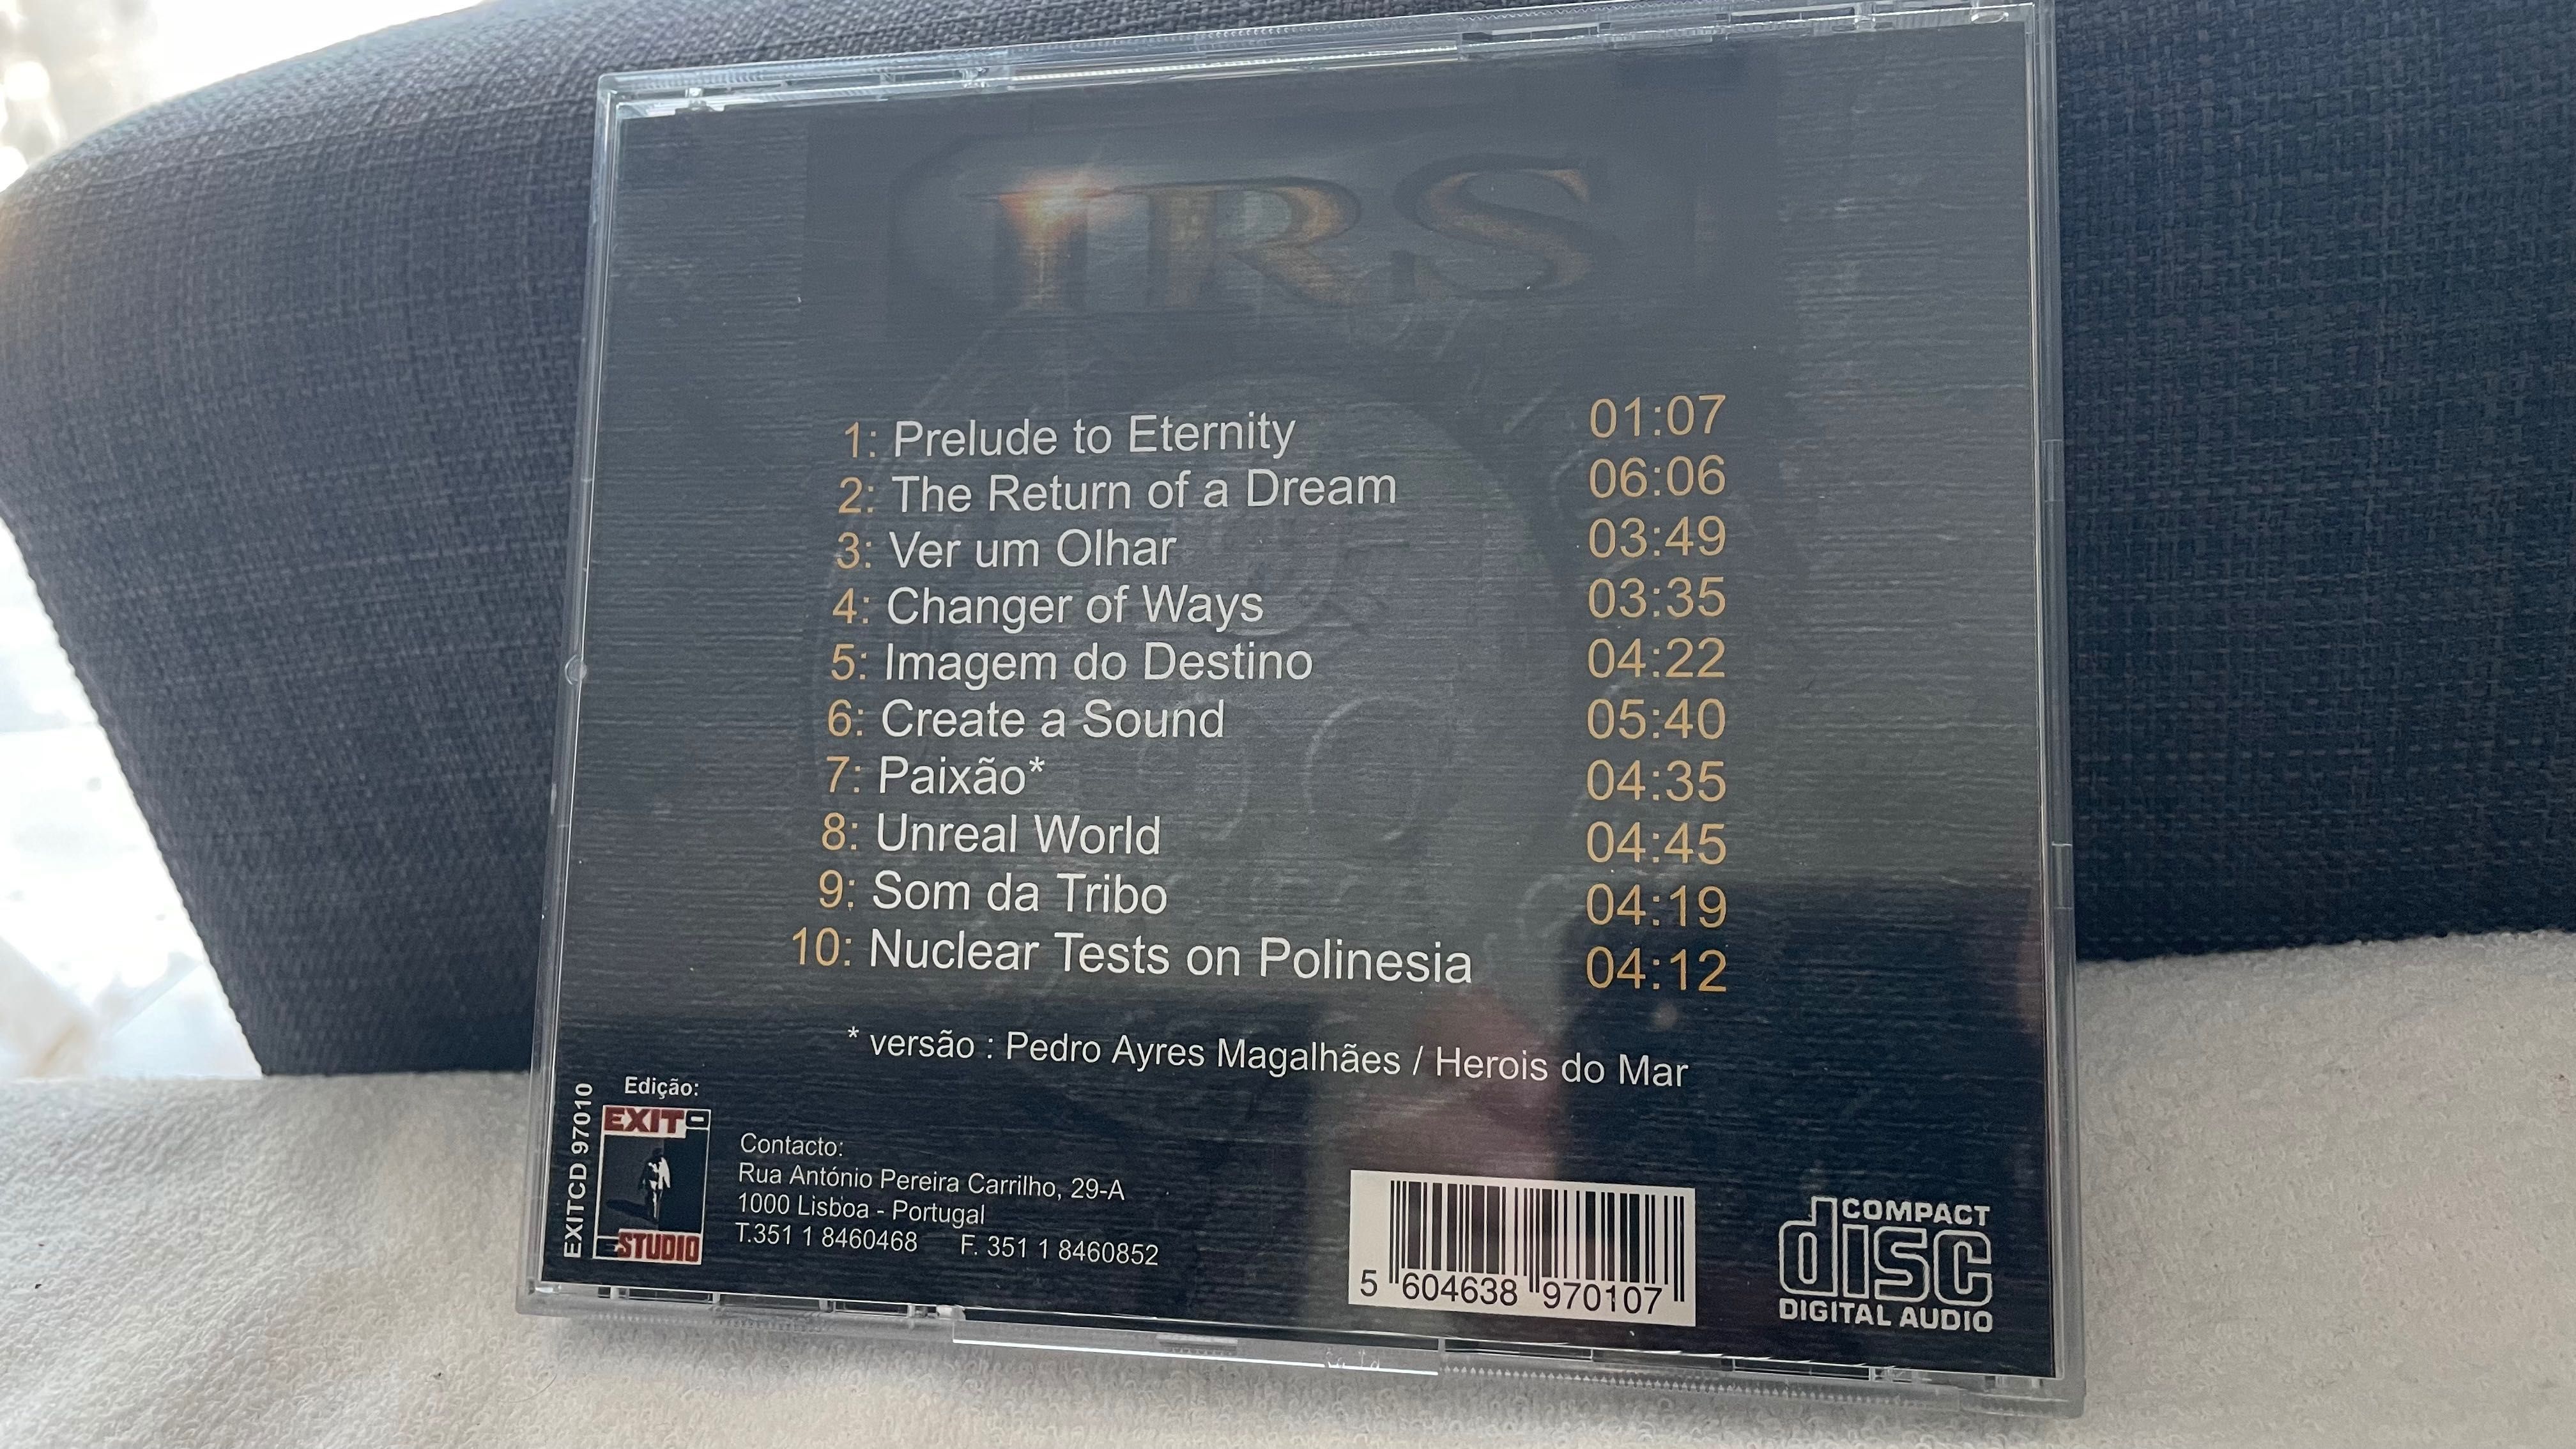 IRS
1: Prelude to Eternity 01:07
2: The Return of a Dream 06:06
3: Ver um Olhar 03:49
4: Changer of Ways 03:35
5: Imagem do Destino 04:22
6: Create a Sound 05:40
7: Paixão* 04:35
8: Unreal World 04:45
9: Som da Tribo 04:19
10: Nuclear Tests on Polinesia 04:12
* versão : Pedro Ayres Magalhães / Herois do Mar
EXITCD 97010
Edição:
EXIT
STUDIO
Contacto:
Rua António Pereira Carrilho, 29-A
1000 Lisboa - Portugal
T.351 1 8460468 F. 351 1 8460852
5 604638 970107
COMPACT
disc
DIGITAL AUDIO